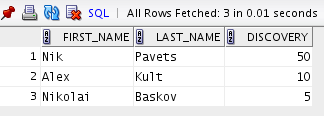 SQL | All Rows Fetched: 3 in 0.01 seconds
FIRST_NAME LAST_NAME DISCOVERY
1 Nik Pavets 50
2 Alex Kult 10
3 Nikolai Baskov 5